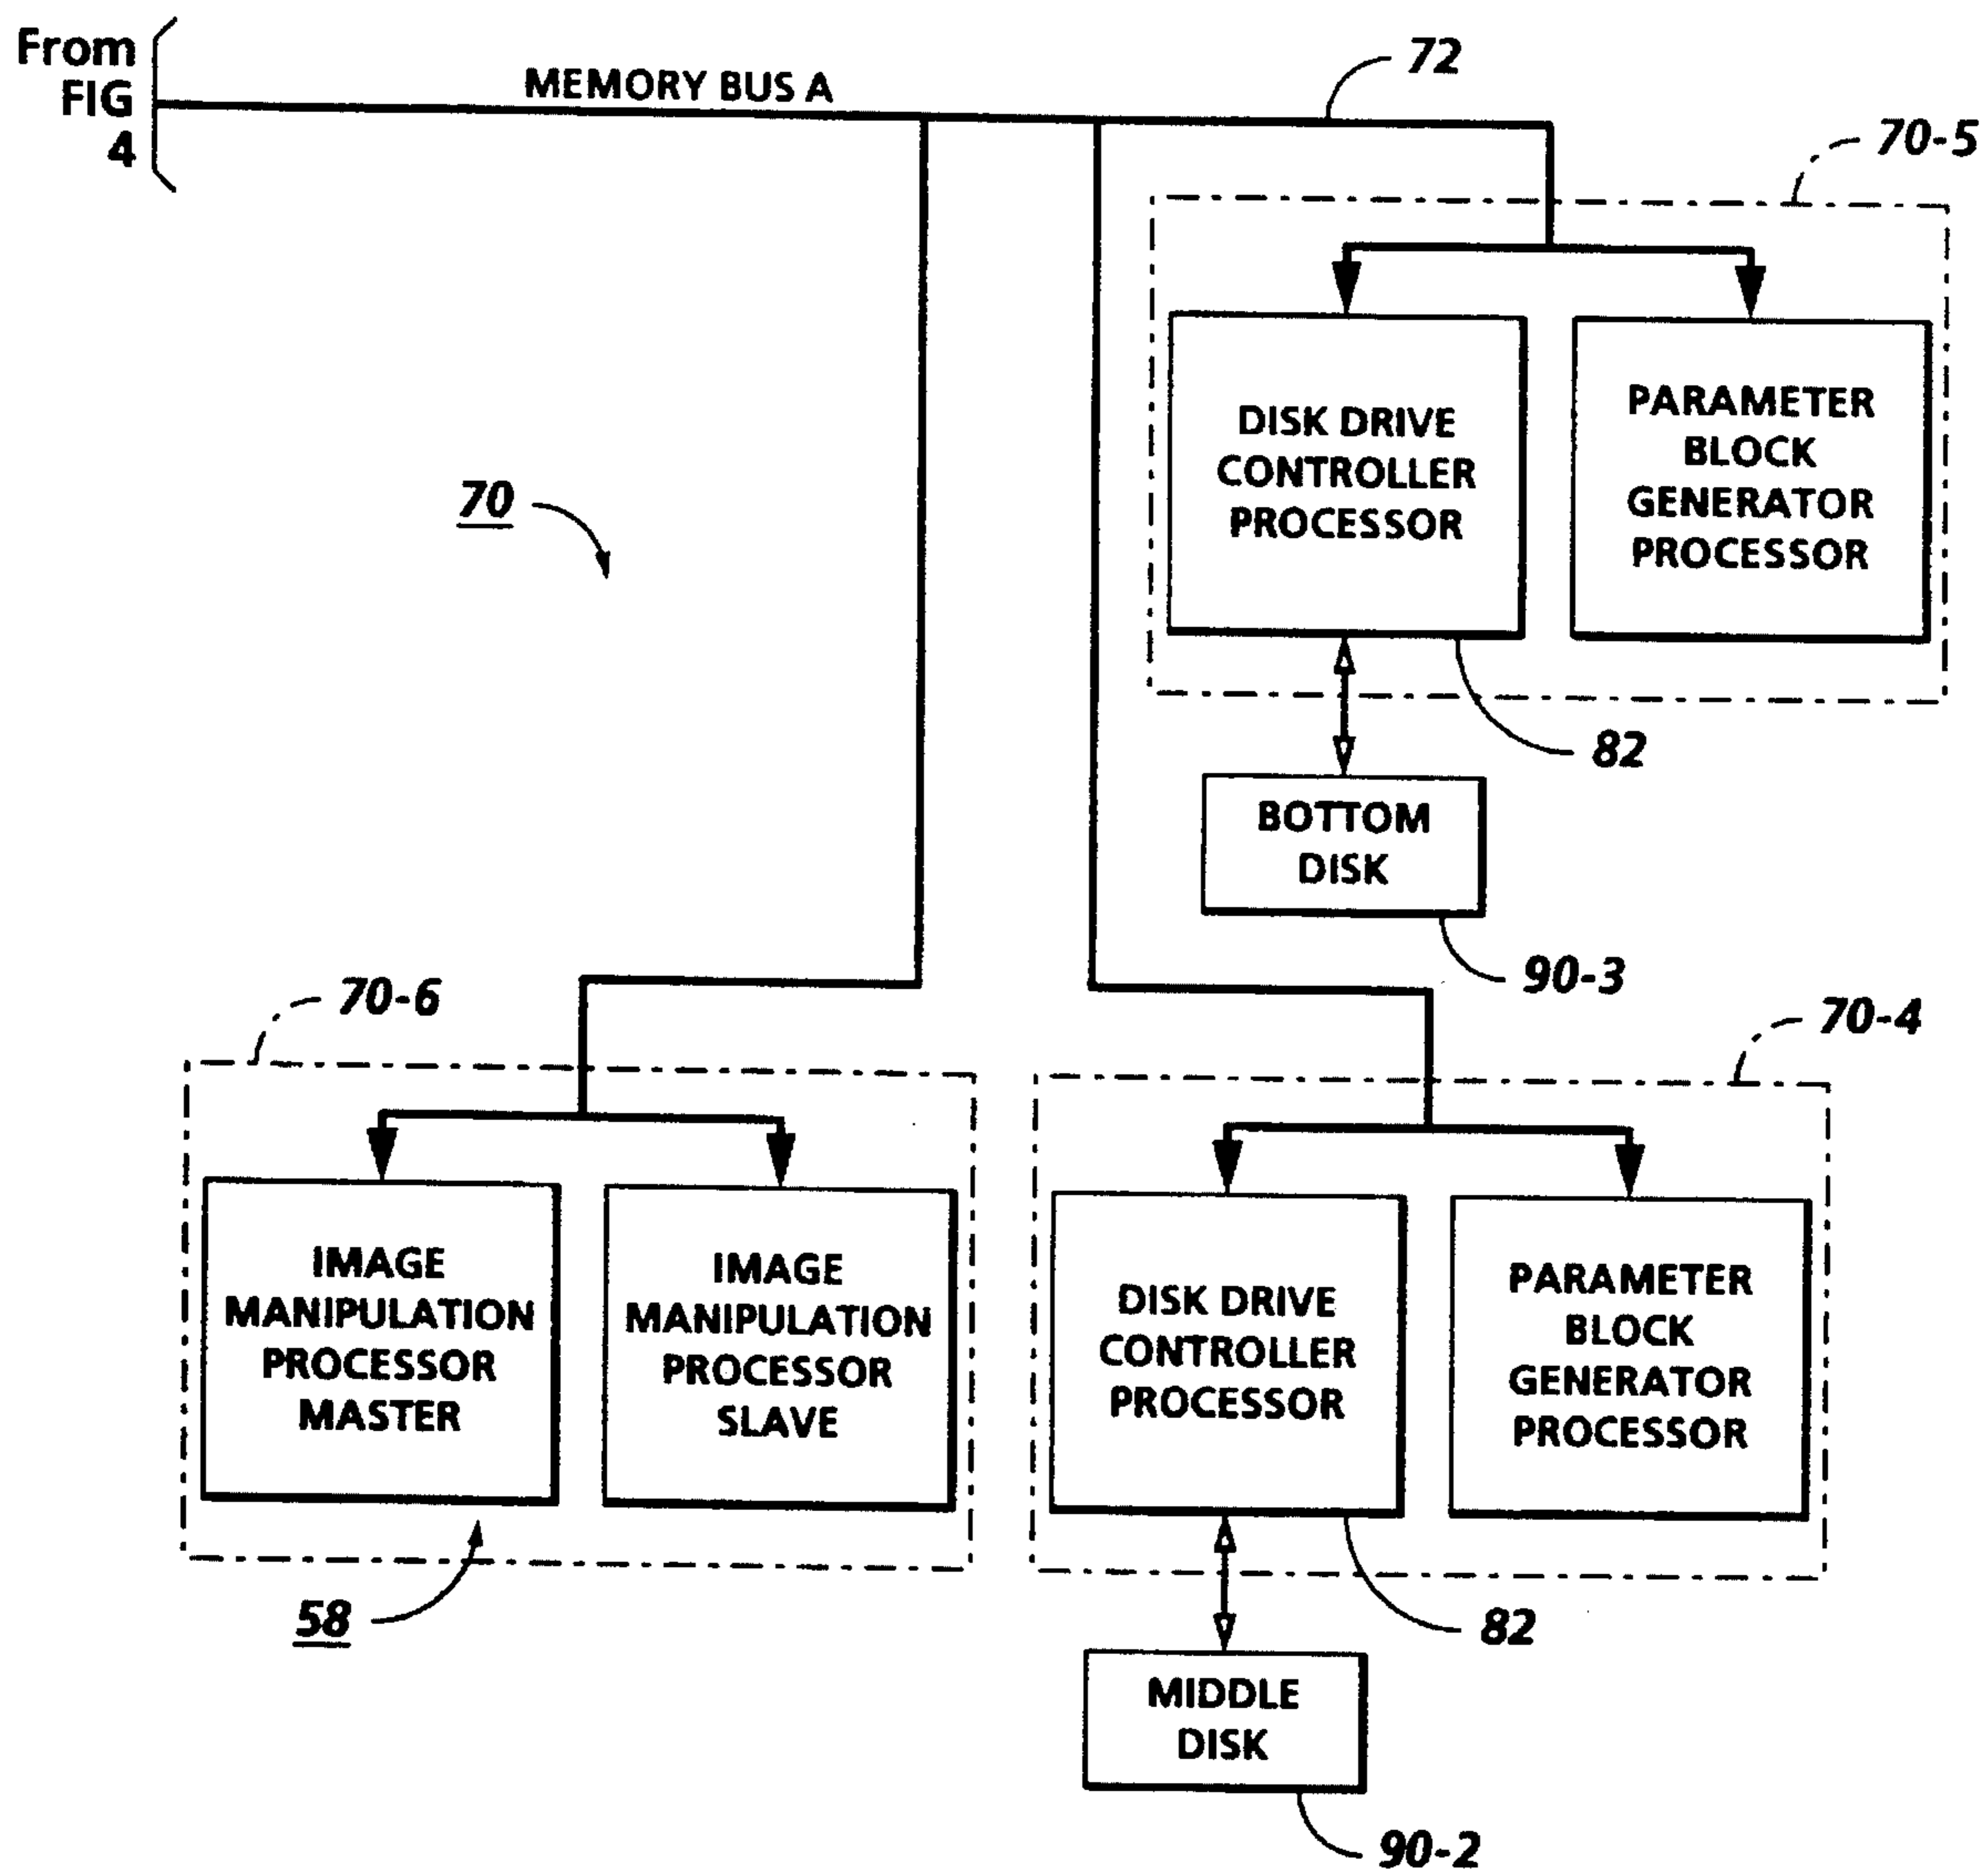 From
FIG
4
MEMORY BUS A
72
70-5
DISK DRIVE
CONTROLLER
PROCESSOR
PARAMETER
BLOCK
GENERATOR
PROCESSOR
70
82
BOTTOM
DISK
90-3
70-6
70-4
IMAGE
MANIPULATION
PROCESSOR
MASTER
IMAGE
MANIPULATION
PROCESSOR
SLAVE
DISK DRIVE
CONTROLLER
PROCESSOR
PARAMETER
BLOCK
GENERATOR
PROCESSOR
58
82
MIDDLE
DISK
90-2